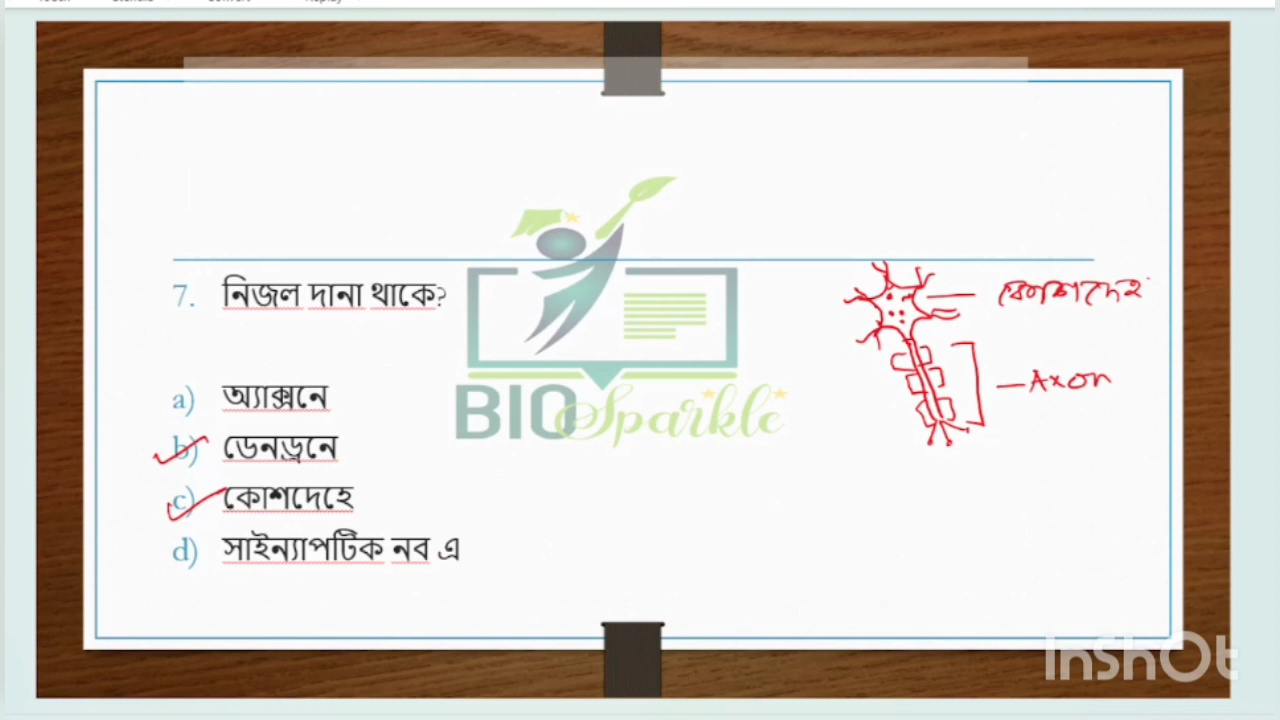 7. নিজল দানা থাকে?
a) অ্যাক্সনে
b) ডেনড্রনে
c) কোশদেহে
d) সাইন্যাপটিক নব এ
কোশদেহ
Axon
BIO Sparkle
InShOt